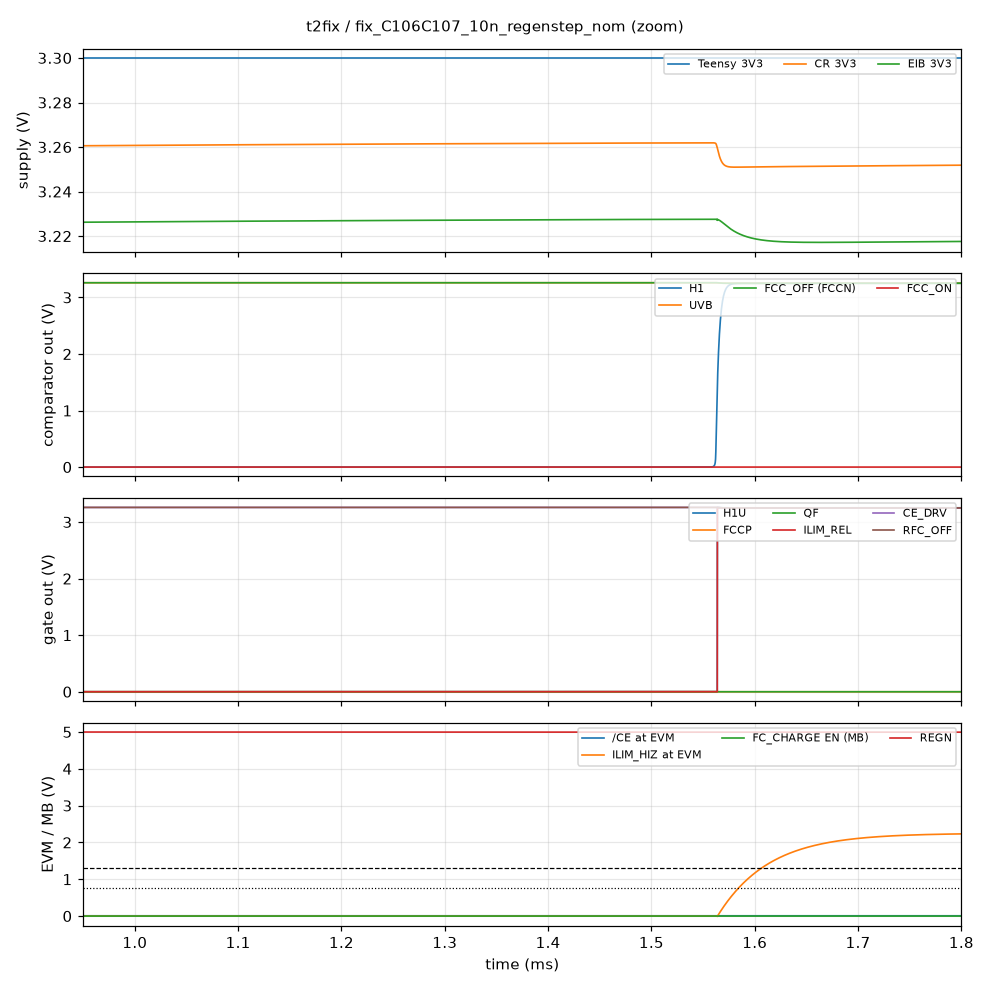 t2fix / fix_C106C107_10n_regenstep_nom (zoom)
supply (V)
3.30
3.28
3.26
3.24
3.22
Teensy 3V3 CR 3V3 EIB 3V3
comparator out (V)
3
2
1
0
H1 FCC_OFF (FCCN) FCC_ON
UVB
gate out (V)
3
2
1
0
H1U QF CE_DRV
FCCP ILIM_REL RFC_OFF
EVM / MB (V)
5
4
3
2
1
0
/CE at EVM FC_CHARGE EN (MB) REGN
ILIM_HIZ at EVM
1.0 1.1 1.2 1.3 1.4 1.5 1.6 1.7 1.8
time (ms)